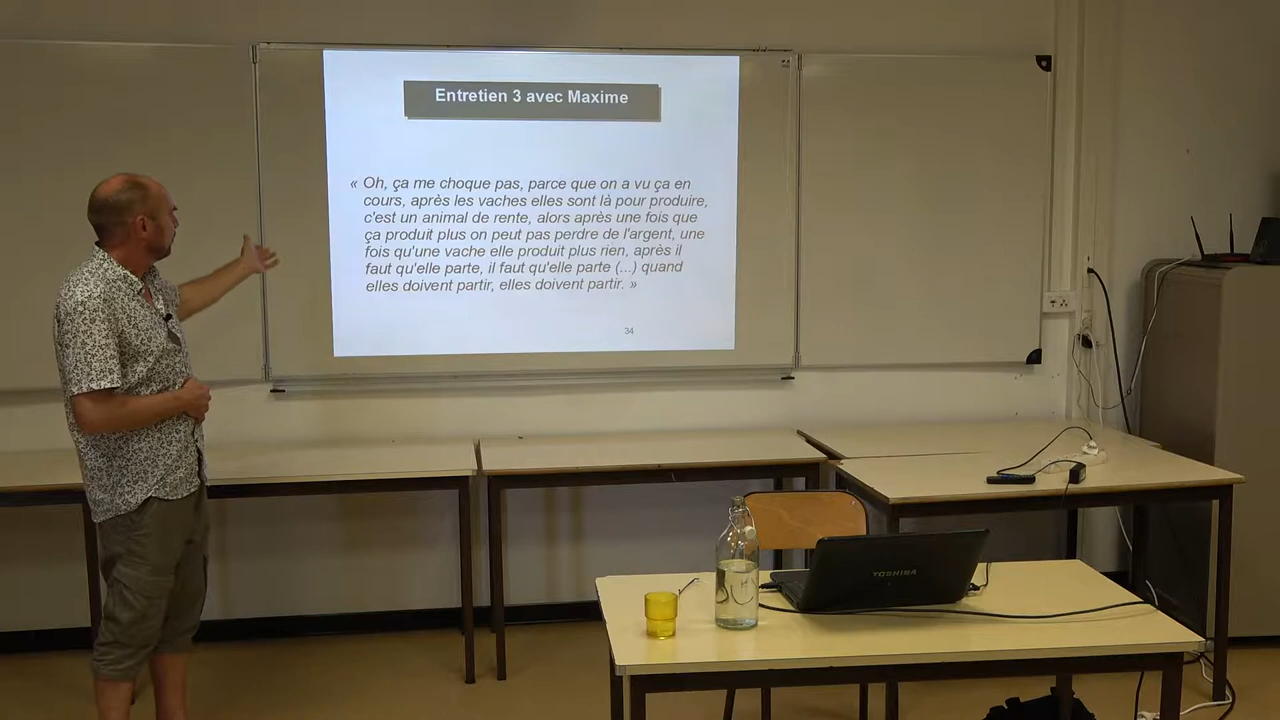 Entretien 3 avec Maxime
« Oh, ça me choque pas, parce que on a vu ça en
cours, après les vaches elles sont là pour produire,
c'est un animal de rente, alors après une fois que
ça produit plus on peut pas perdre de l'argent, une
fois qu'une vache elle produit plus rien, après il
faut qu'elle parte, il faut qu'elle parte (...) quand
elles doivent partir, elles doivent partir. »
34
TOSHIBA